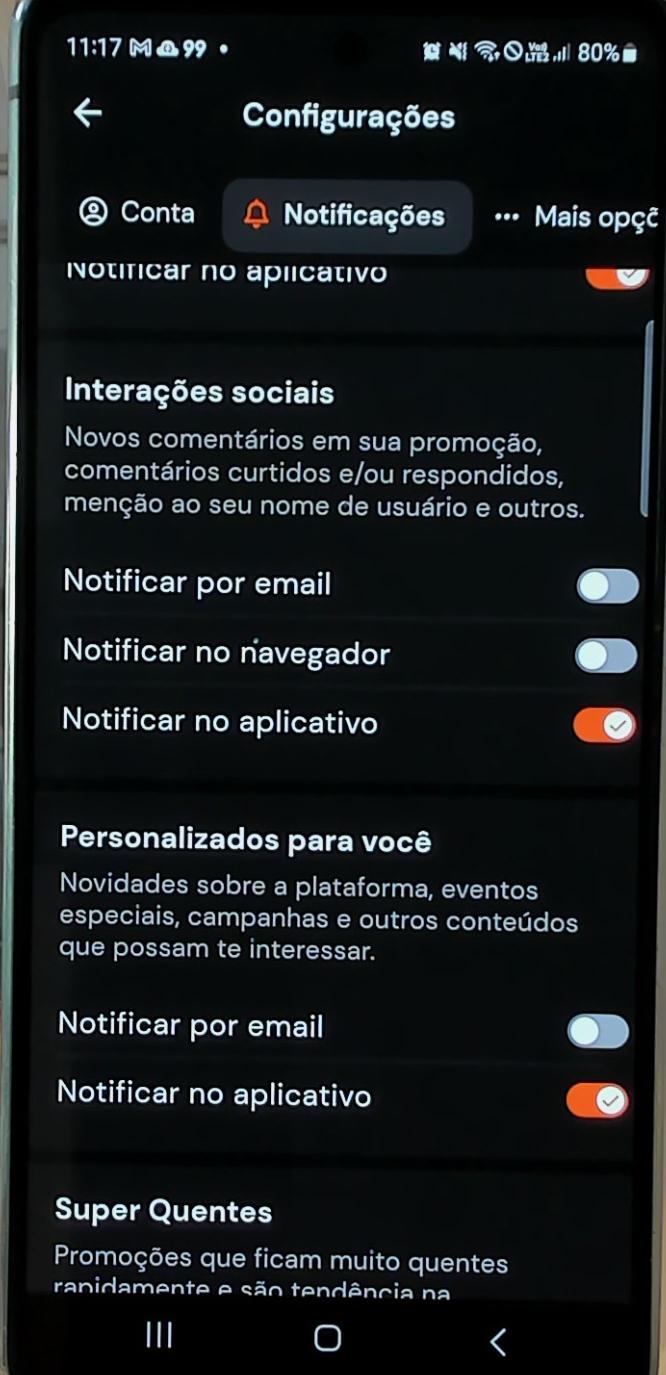 11:17 M 99 •
Vo) LTE2 80%
Configurações
Conta
Notificações
··· Mais opçõ
Notificar no aplicativo
Interações sociais
Novos comentários em sua promoção,
comentários curtidos e/ou respondidos,
menção ao seu nome de usuário e outros.
Notificar por email
Notificar no navegador
Notificar no aplicativo
Personalizados para você
Novidades sobre a plataforma, eventos
especiais, campanhas e outros conteúdos
que possam te interessar.
Notificar por email
Notificar no aplicativo
Super Quentes
Promoções que ficam muito quentes
rapidamente e são tendência na